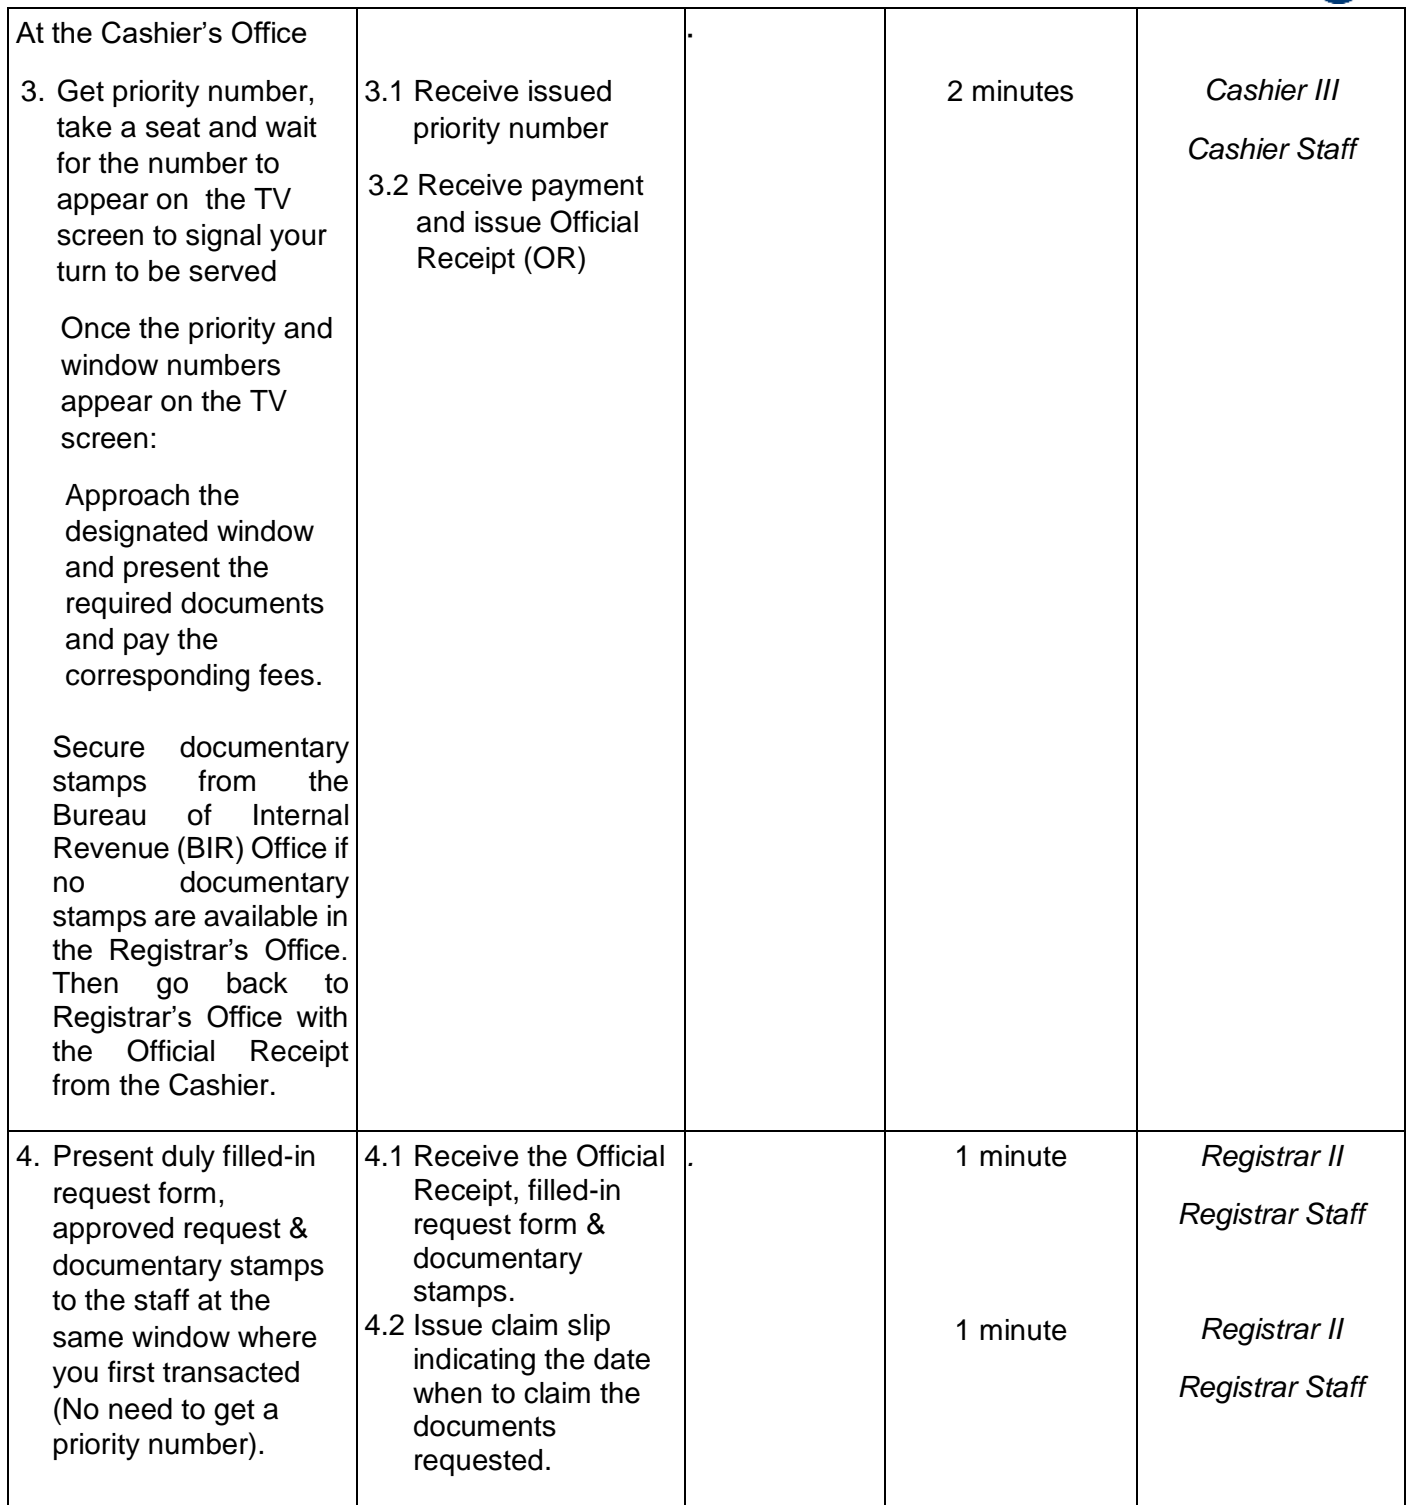 At the Cashier’s Office
3. Get priority number,
take a seat and wait
for the number to
appear on  the TV
screen to signal your
turn to be served
Once the priority and
window numbers
appear on the TV
screen:
Approach the
designated window
and present the
required documents
and pay the
corresponding fees.
Secure documentary
stamps from the
Bureau of Internal
Revenue (BIR) Office if
no documentary
stamps are available in
the Registrar’s Office.
Then go back to
Registrar’s Office with
the Official Receipt
from the Cashier.
3.1 Receive issued
priority number
3.2 Receive payment
and issue Official
Receipt (OR)
.
2 minutes
Cashier III
Cashier Staff
4. Present duly filled-in
request form,
approved request &
documentary stamps
to the staff at the
same window where
you first transacted
(No need to get a
priority number).
4.1 Receive the Official
Receipt, filled-in
request form &
documentary
stamps.
4.2 Issue claim slip
indicating the date
when to claim the
documents
requested.
.
1 minute
1 minute
Registrar II
Registrar Staff
Registrar II
Registrar Staff